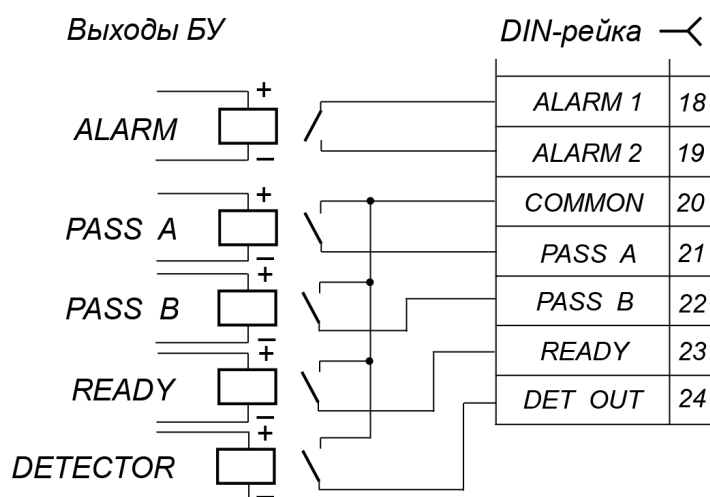 Выходы БУ
DIN-рейка
+
ALARM
−
ALARM 1 18
ALARM 2 19
+
PASS A
−
COMMON 20
PASS A 21
+
PASS B
−
PASS B 22
+
READY
−
READY 23
+
DETECTOR
−
DET OUT 24